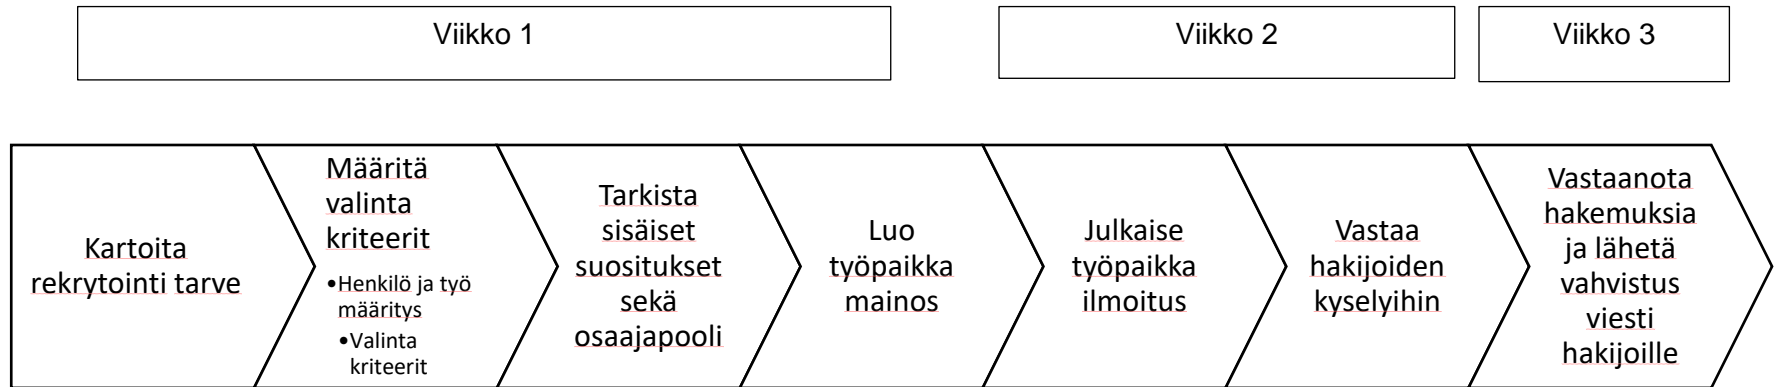 Viikko 1
Viikko 2
Viikko 3
Kartoita
rekrytointi tarve
Määritä
valinta
kriteerit
•Henkilö ja työ
määritys
•Valinta
kriteerit
Tarkista
sisäiset
suositukset
sekä
osaajapooli
Luo
työpaikka
mainos
Julkaise
työpaikka
ilmoitus
Vastaa
hakijoiden
kyselyihin
Vastaanota
hakemuksia
ja lähetä
vahvistus
viesti
hakijoille